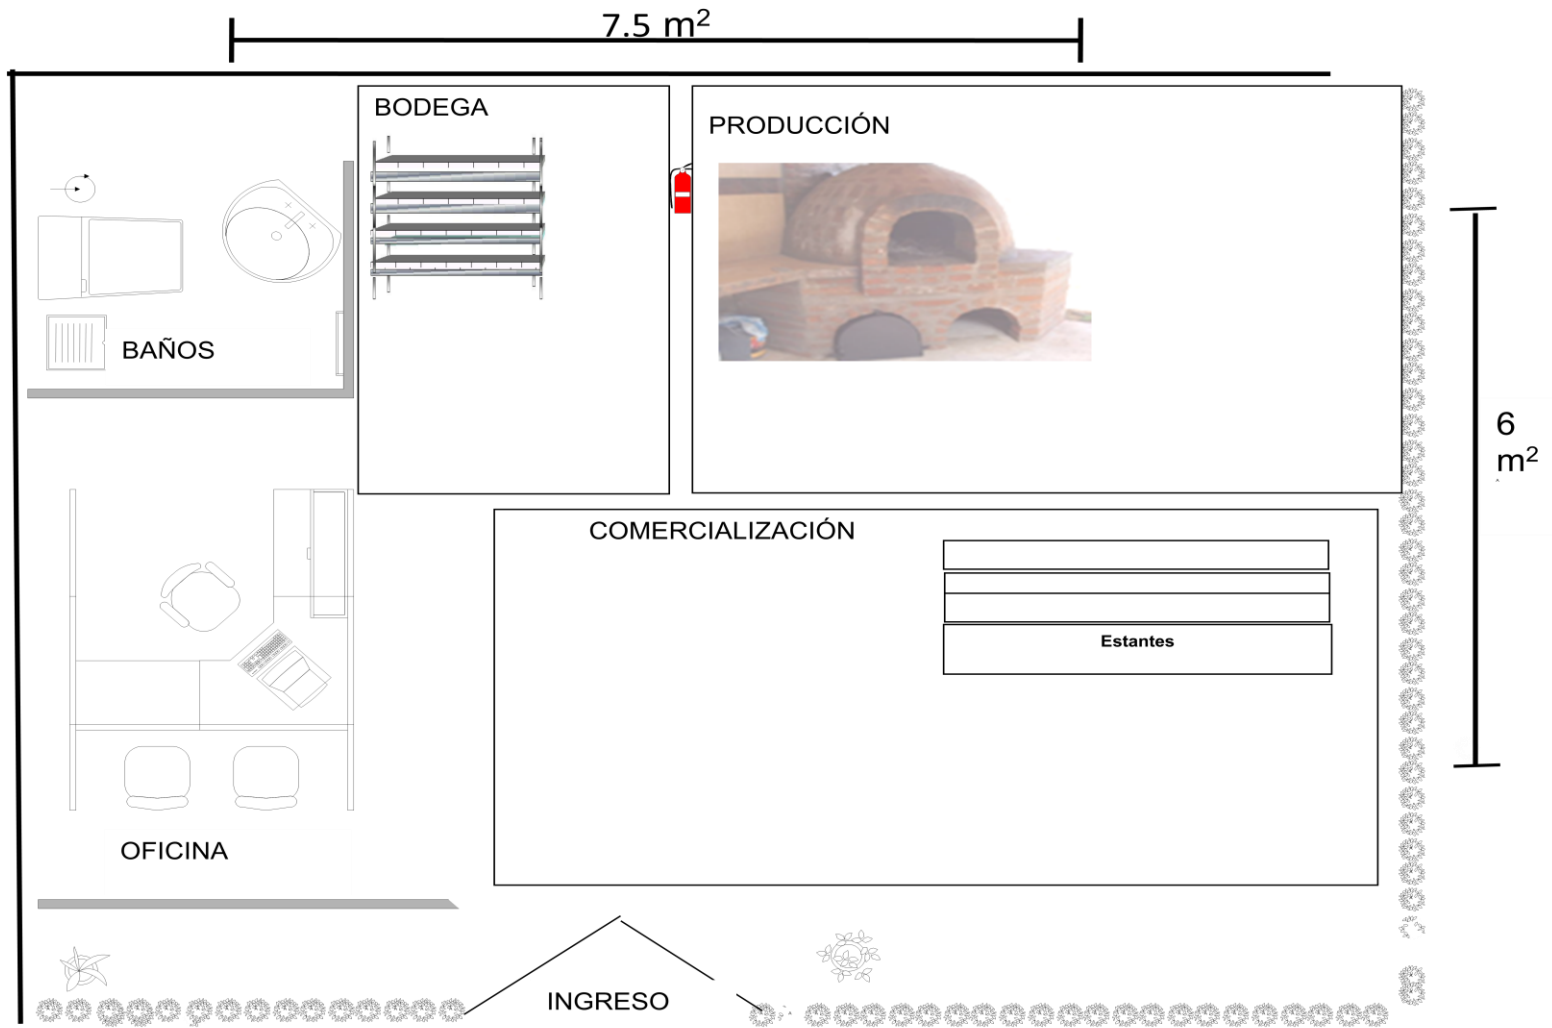 7.5 m²
BODEGA
PRODUCCIÓN
BAÑOS
6
m²
COMERCIALIZACIÓN
Estantes
OFICINA
INGRESO